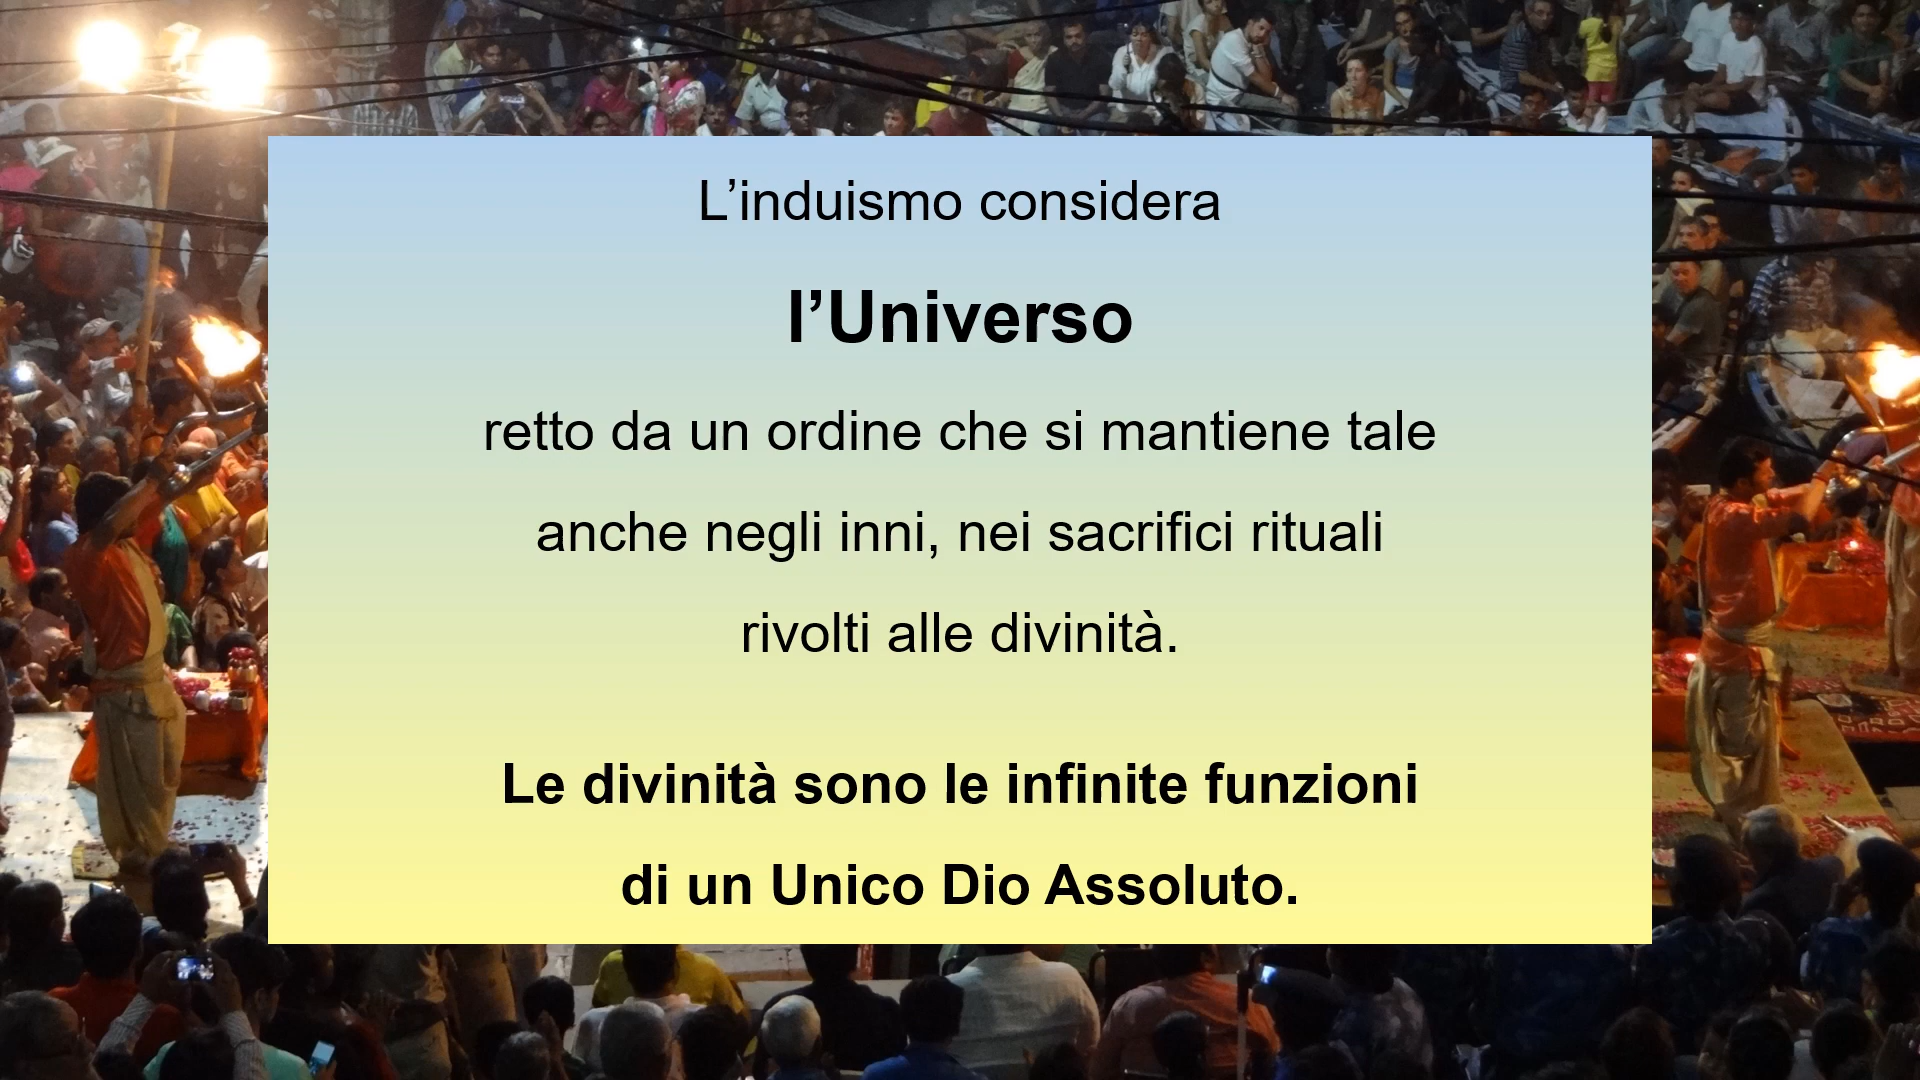 L’induismo considera
l’Universo
retto da un ordine che si mantiene tale
anche negli inni, nei sacrifici rituali
rivolti alle divinità.
Le divinità sono le infinite funzioni
di un Unico Dio Assoluto.